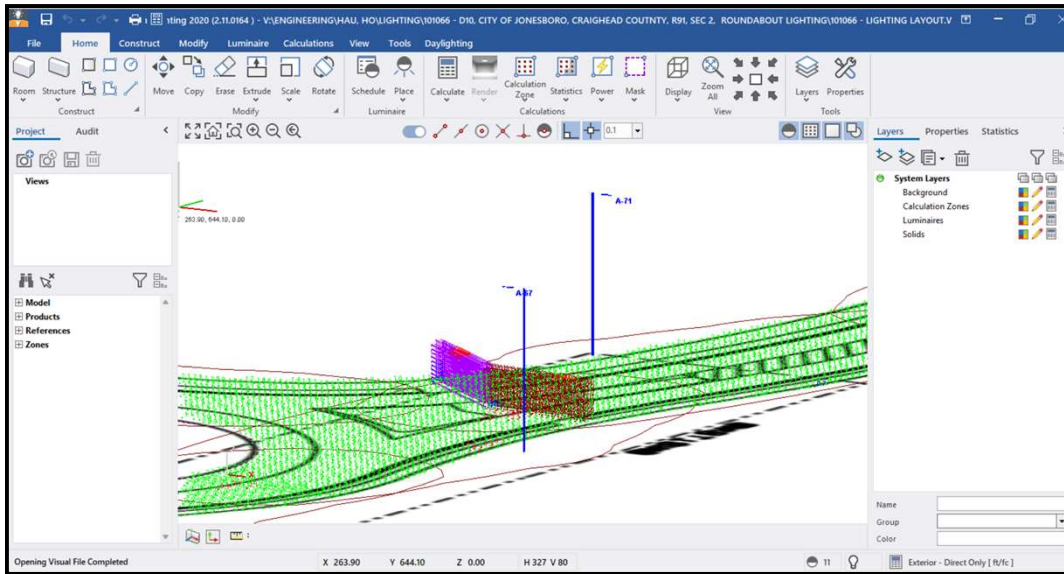 ting 2020 (2.11.0164 ) - V:\ENGINEERING\HAU, HO\LIGHTING\101066 - D10, CITY OF JONESBORO, CRAIGHEAD COUTNTY, R91, SEC 2, ROUNDABOUT LIGHTING\101066 - LIGHTING LAYOUT.V
File Home Construct Modify Luminaire Calculations View Tools Daylighting
Room Structure Move Copy Erase Extrude Scale Rotate Schedule Place Calculate Render Calculation Zone Statistics Power Mask Display Zoom All Layers Properties
Construct Modify Luminaire Calculations View Tools
Project Audit 0.1 Layers Properties Statistics
Views
System Layers
Background
Calculation Zones
Luminaires
Solids
263.90, 644.10, 0.00
A-71
A-67
Model
Products
References
Zones
X
Name
Group
Color
Opening Visual File Completed X 263.90 Y 644.10 Z 0.00 H 327 V 80 11 Exterior - Direct Only [ ft/fc ]